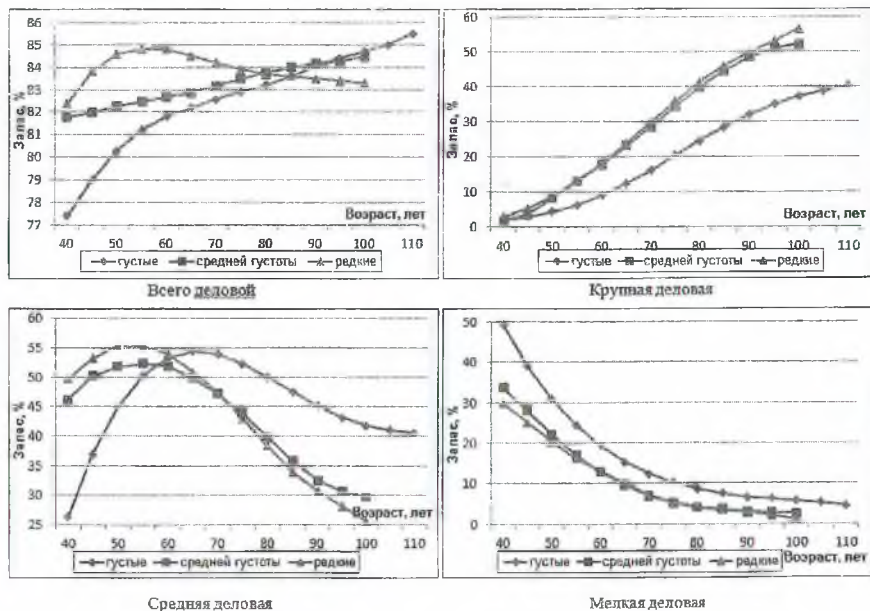 86
85
84
83
82
81
80
79
78
77
Запас, %
Возраст, лет
40 50 60 70 80 90 100 110
густые средней густоты редкие
Всего деловой
60
50
40
30
20
10
0
Запас, %
Возраст, лет
40 50 60 70 80 90 100 110
густые средней густоты редкие
Крупная деловая
60
55
50
45
40
35
30
25
Запас, %
Возраст, лет
40 50 60 70 80 90 100 110
густые средней густоты редкие
Средняя деловая
50
40
30
20
10
0
Запас, %
Возраст, лет
40 50 60 70 80 90 100 110
густые средней густоты редкие
Мелкая деловая